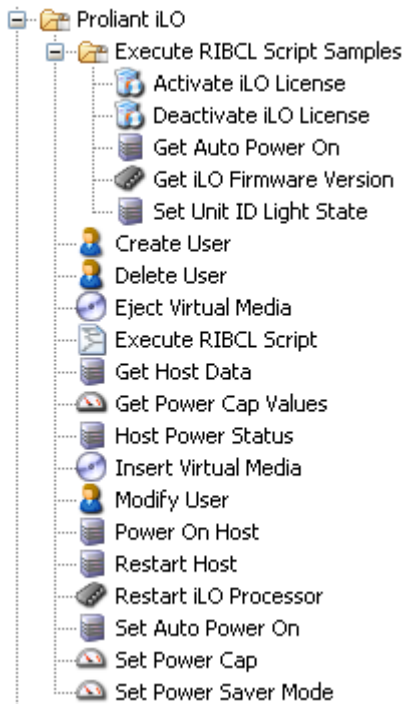 Proliant iLO
Execute RIBCL Script Samples
Activate iLO License
Deactivate iLO License
Get Auto Power On
Get iLO Firmware Version
Set Unit ID Light State
Create User
Delete User
Eject Virtual Media
Execute RIBCL Script
Get Host Data
Get Power Cap Values
Host Power Status
Insert Virtual Media
Modify User
Power On Host
Restart Host
Restart iLO Processor
Set Auto Power On
Set Power Cap
Set Power Saver Mode